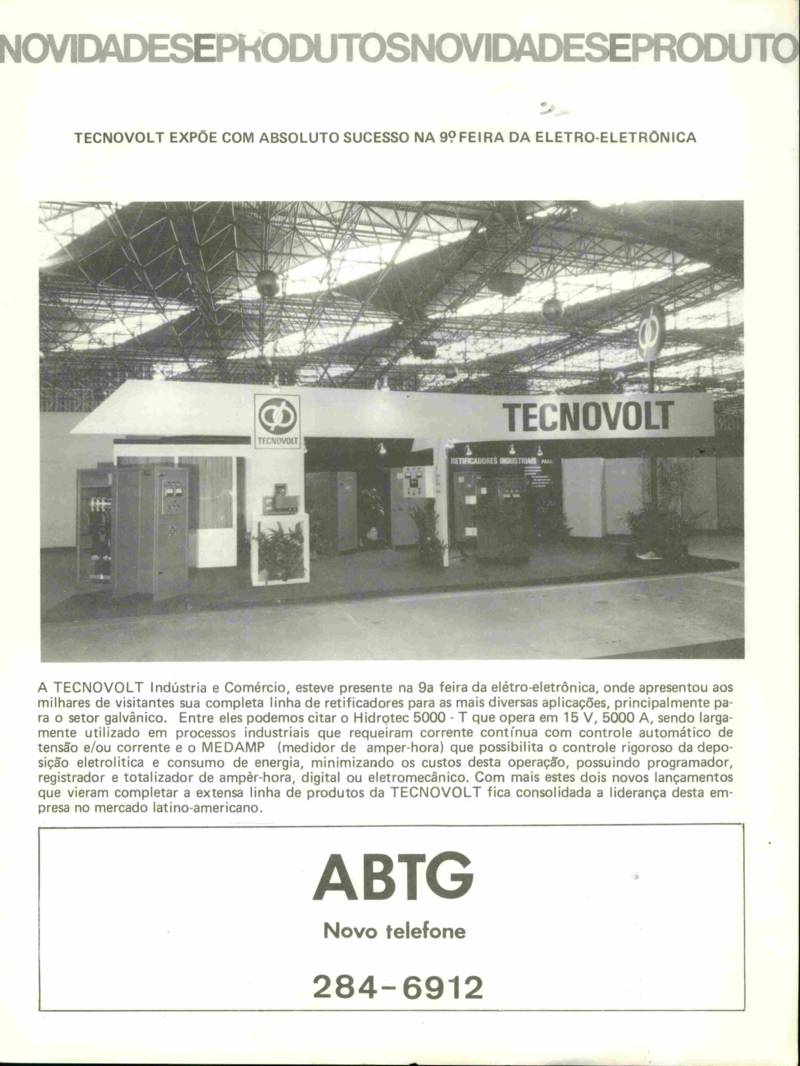 NOVIDADESEPRODUTOSNOVIDADESEPRODUTO
TECNOVOLT EXPÕE COM ABSOLUTO SUCESSO NA 9º FEIRA DA ELETRO-ELETRÔNICA
TECNOVOLT
TECNOVOLT
RETIFICADORES INDUSTRIAIS PARA
A TECNOVOLT Indústria e Comércio, esteve presente na 9a feira da elétro-eletrônica, onde apresentou aos
milhares de visitantes sua completa linha de retificadores para as mais diversas aplicações, principalmente pa-
ra o setor galvânico. Entre eles podemos citar o Hidrotec 5000 - T que opera em 15 V, 5000 A, sendo larga-
mente utilizado em processos industriais que requeiram corrente contínua com controle automático de
tensão e/ou corrente e o MEDAMP (medidor de amper-hora) que possibilita o controle rigoroso da depo-
sição eletrolitica e consumo de energia, minimizando os custos desta operação, possuindo programador,
registrador e totalizador de ampèr-hora, digital ou eletromecânico. Com mais estes dois novos lançamentos
que vieram completar a extensa linha de produtos da TECNOVOLT fica consolidada a liderança desta em-
presa no mercado latino-americano.
ABTG
Novo telefone
284-6912